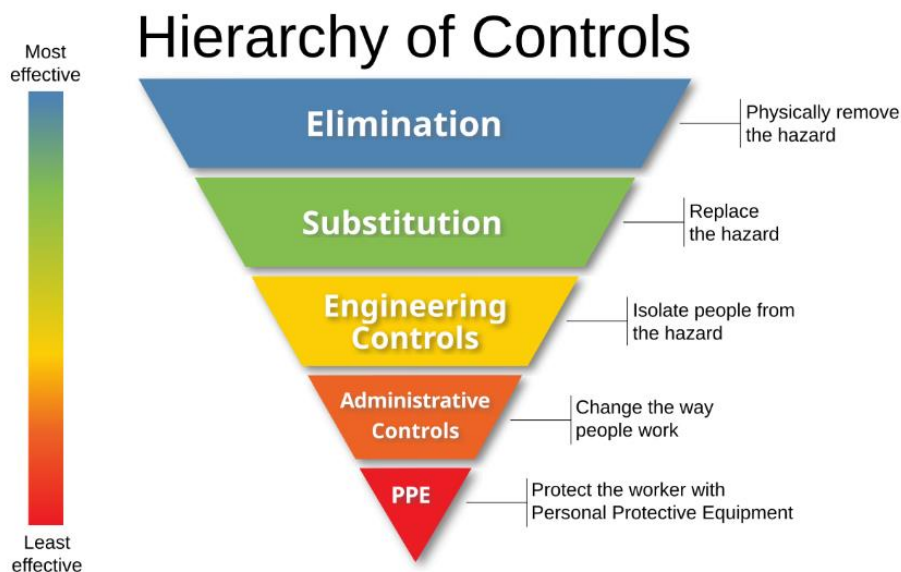 Hierarchy of Controls
Most
effective
Elimination
Physically remove
the hazard
Substitution
Replace
the hazard
Engineering
Controls
Isolate people from
the hazard
Administrative
Controls
Change the way
people work
PPE
Protect the worker with
Personal Protective Equipment
Least
effective